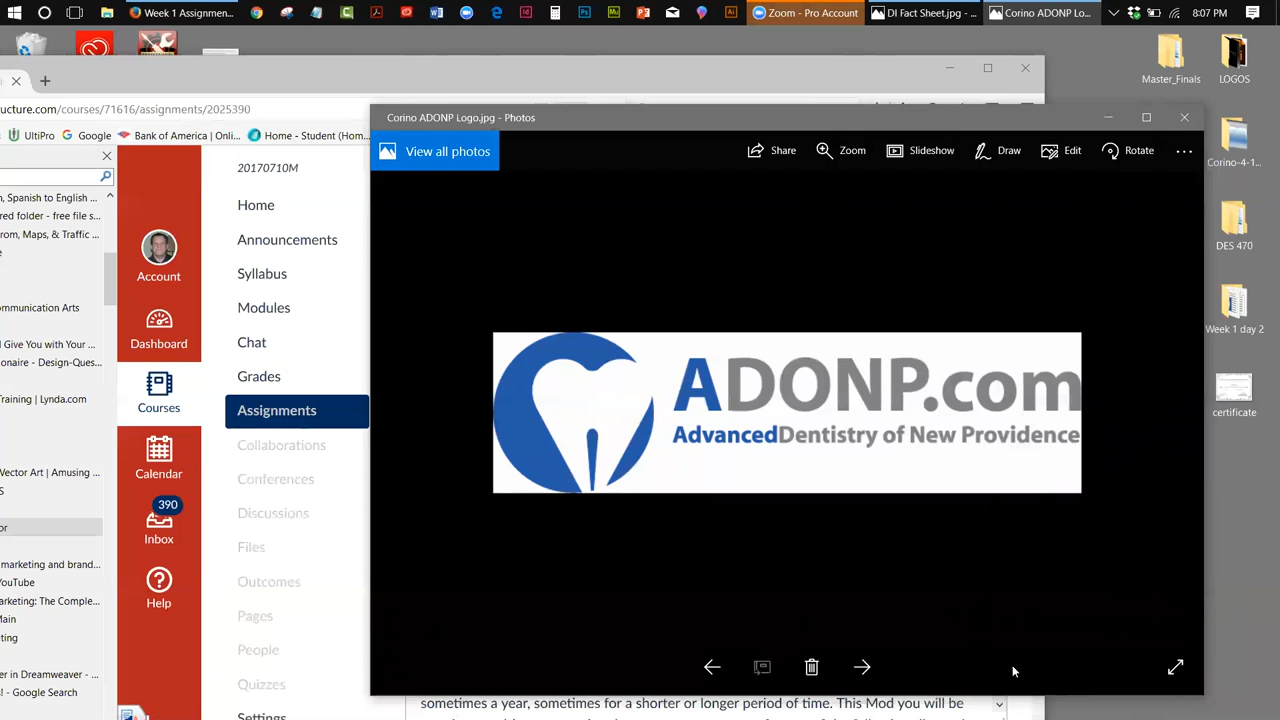 Week 1 Assignmen...
Zoom - Pro Account
DI Fact Sheet.jpg - ...
Corino ADONP Lo...
8:07 PM
Master_Finals
LOGOS
Corino-4-1...
DES 470
Week 1 day 2
certificate
ructure.com/courses/71616/assignments/2025390
UltiPro
Google
Bank of America | Onli...
Home - Student (Hom...
, Spanish to English ...
ared folder - free file s
rom, Maps, & Traffic ...
ommunication Arts
I Give You with Your ...
ionaire - Design-Ques...
Training | Lynda.com
Vector Art | Amusing ...
S
or
marketing and brand...
YouTube
arketing: The Comple...
Main
eting
er in Dreamweaver - ...
s! - Google Search
Account
Dashboard
Courses
Calendar
390
Inbox
Help
20170710M
Home
Announcements
Syllabus
Modules
Chat
Grades
Assignments
Collaborations
Conferences
Discussions
Files
Outcomes
Pages
People
Quizzes
Settings
Corino ADONP Logo.jpg - Photos
View all photos
Share
Zoom
Slideshow
Draw
Edit
Rotate
ADONP.com
AdvancedDentistry of New Providence
sometimes a year, sometimes for a shorter or longer period of time. This Mod you will be